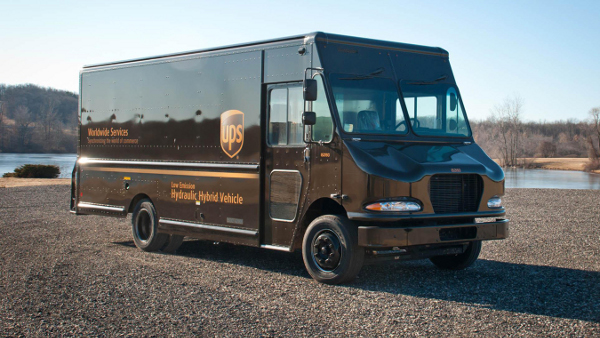 Worldwide Services
Synchronizing the world of commerce
ups
Low Emission
Hydraulic Hybrid Vehicle